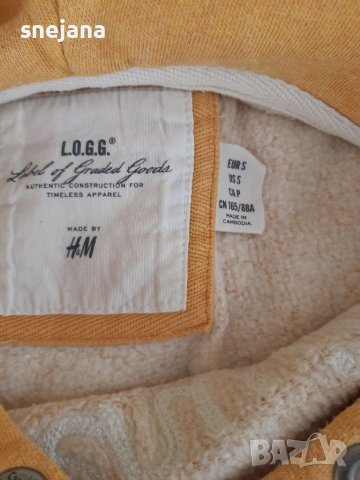 snejana
L.O.G.G.®
Label of Graded Goods
AUTHENTIC CONSTRUCTION FOR
TIMELESS APPAREL
MADE BY
H&M
EUR S
US S
CA P
CN 165/88A
MADE IN
CAMBODIA
BAZAR